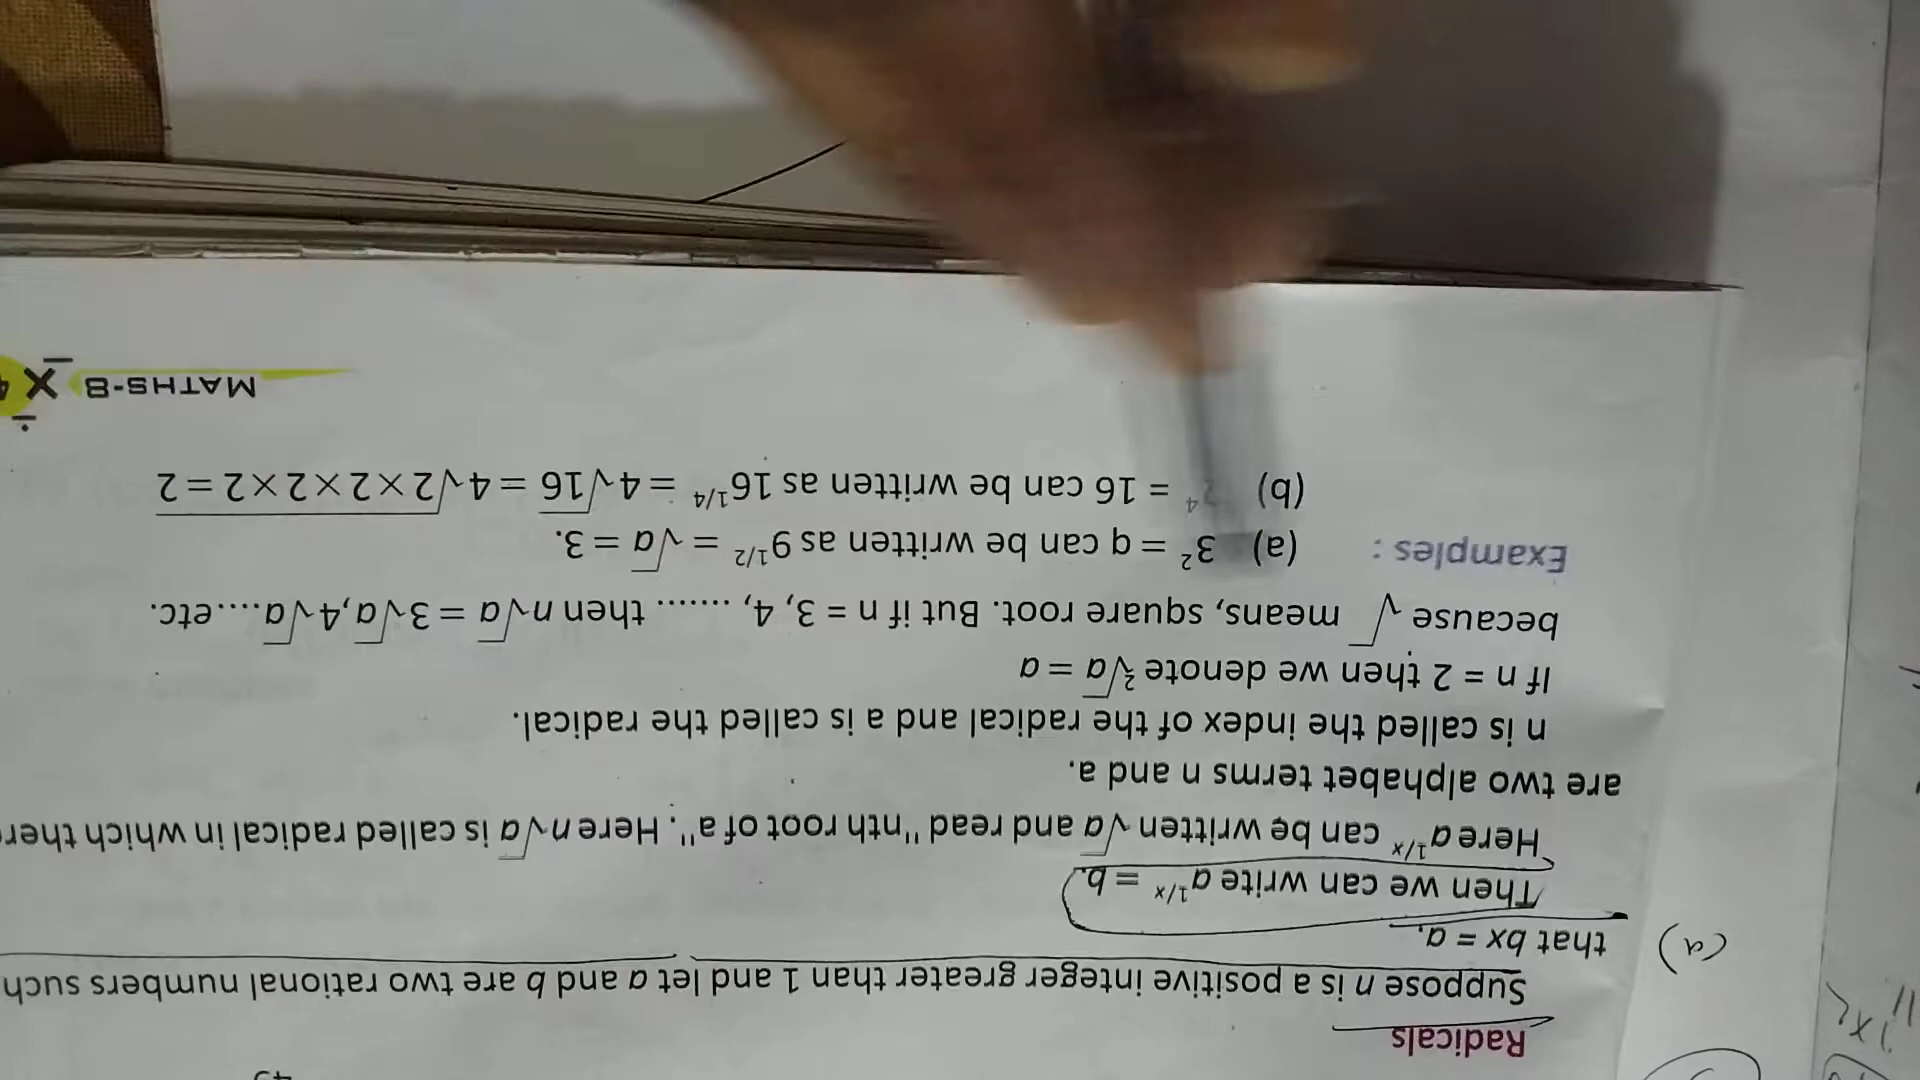 Radicals
Suppose n is a positive integer greater than 1 and let a and b are two rational numbers such
(a) that bx = a.
Then we can write a^1/x = b.
Here a^1/x can be written √a and read "nth root of a". Here n√a is called radical in which ther
are two alphabet terms n and a.
n is called the index of the radical and a is called the radical.
If n = 2 then we denote ²√a = a
because √ means, square root. But if n = 3, 4, ....... then n√a = 3√a, 4√a....etc.
Examples : (a) 3² = q can be written as 9^1/2 = √a = 3.
(b) 2⁴ = 16 can be written as 16^1/4 = 4√16 = 4√2×2×2×2 = 2
MATHS-8